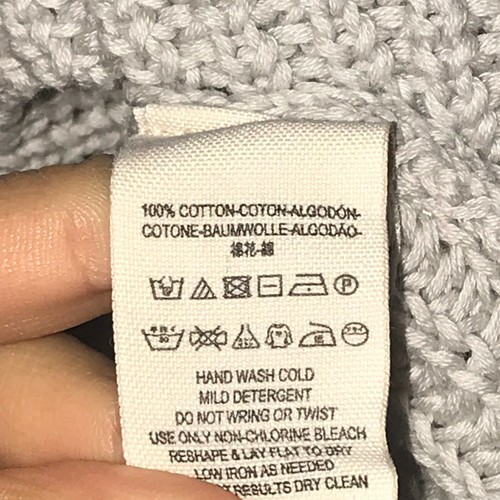 100% COTTON-COTON-ALGODÓN-
COTONE-BAUMWOLLE-ALGODÃO-
棉花-綿
P
HAND WASH COLD
MILD DETERGENT
DO NOT WRING OR TWIST
USE ONLY NON-CHLORINE BLEACH
RESHAPE & LAY FLAT TO DRY
LOW IRON AS NEEDED
RESULTS DRY CLEAN